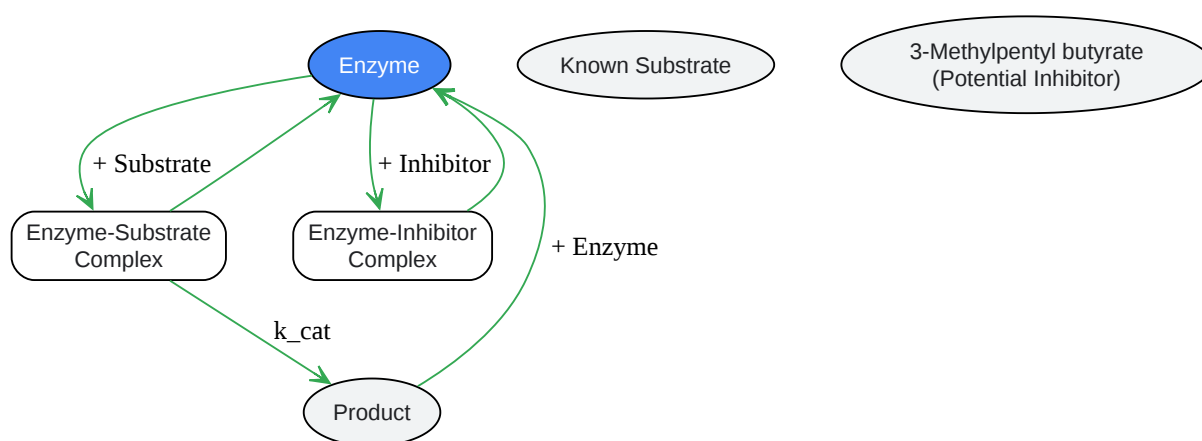 Enzyme
Known Substrate
3-Methylpentyl butyrate
(Potential Inhibitor)
+ Substrate
+ Inhibitor
Enzyme-Substrate
Complex
Enzyme-Inhibitor
Complex
+ Enzyme
k_cat
Product